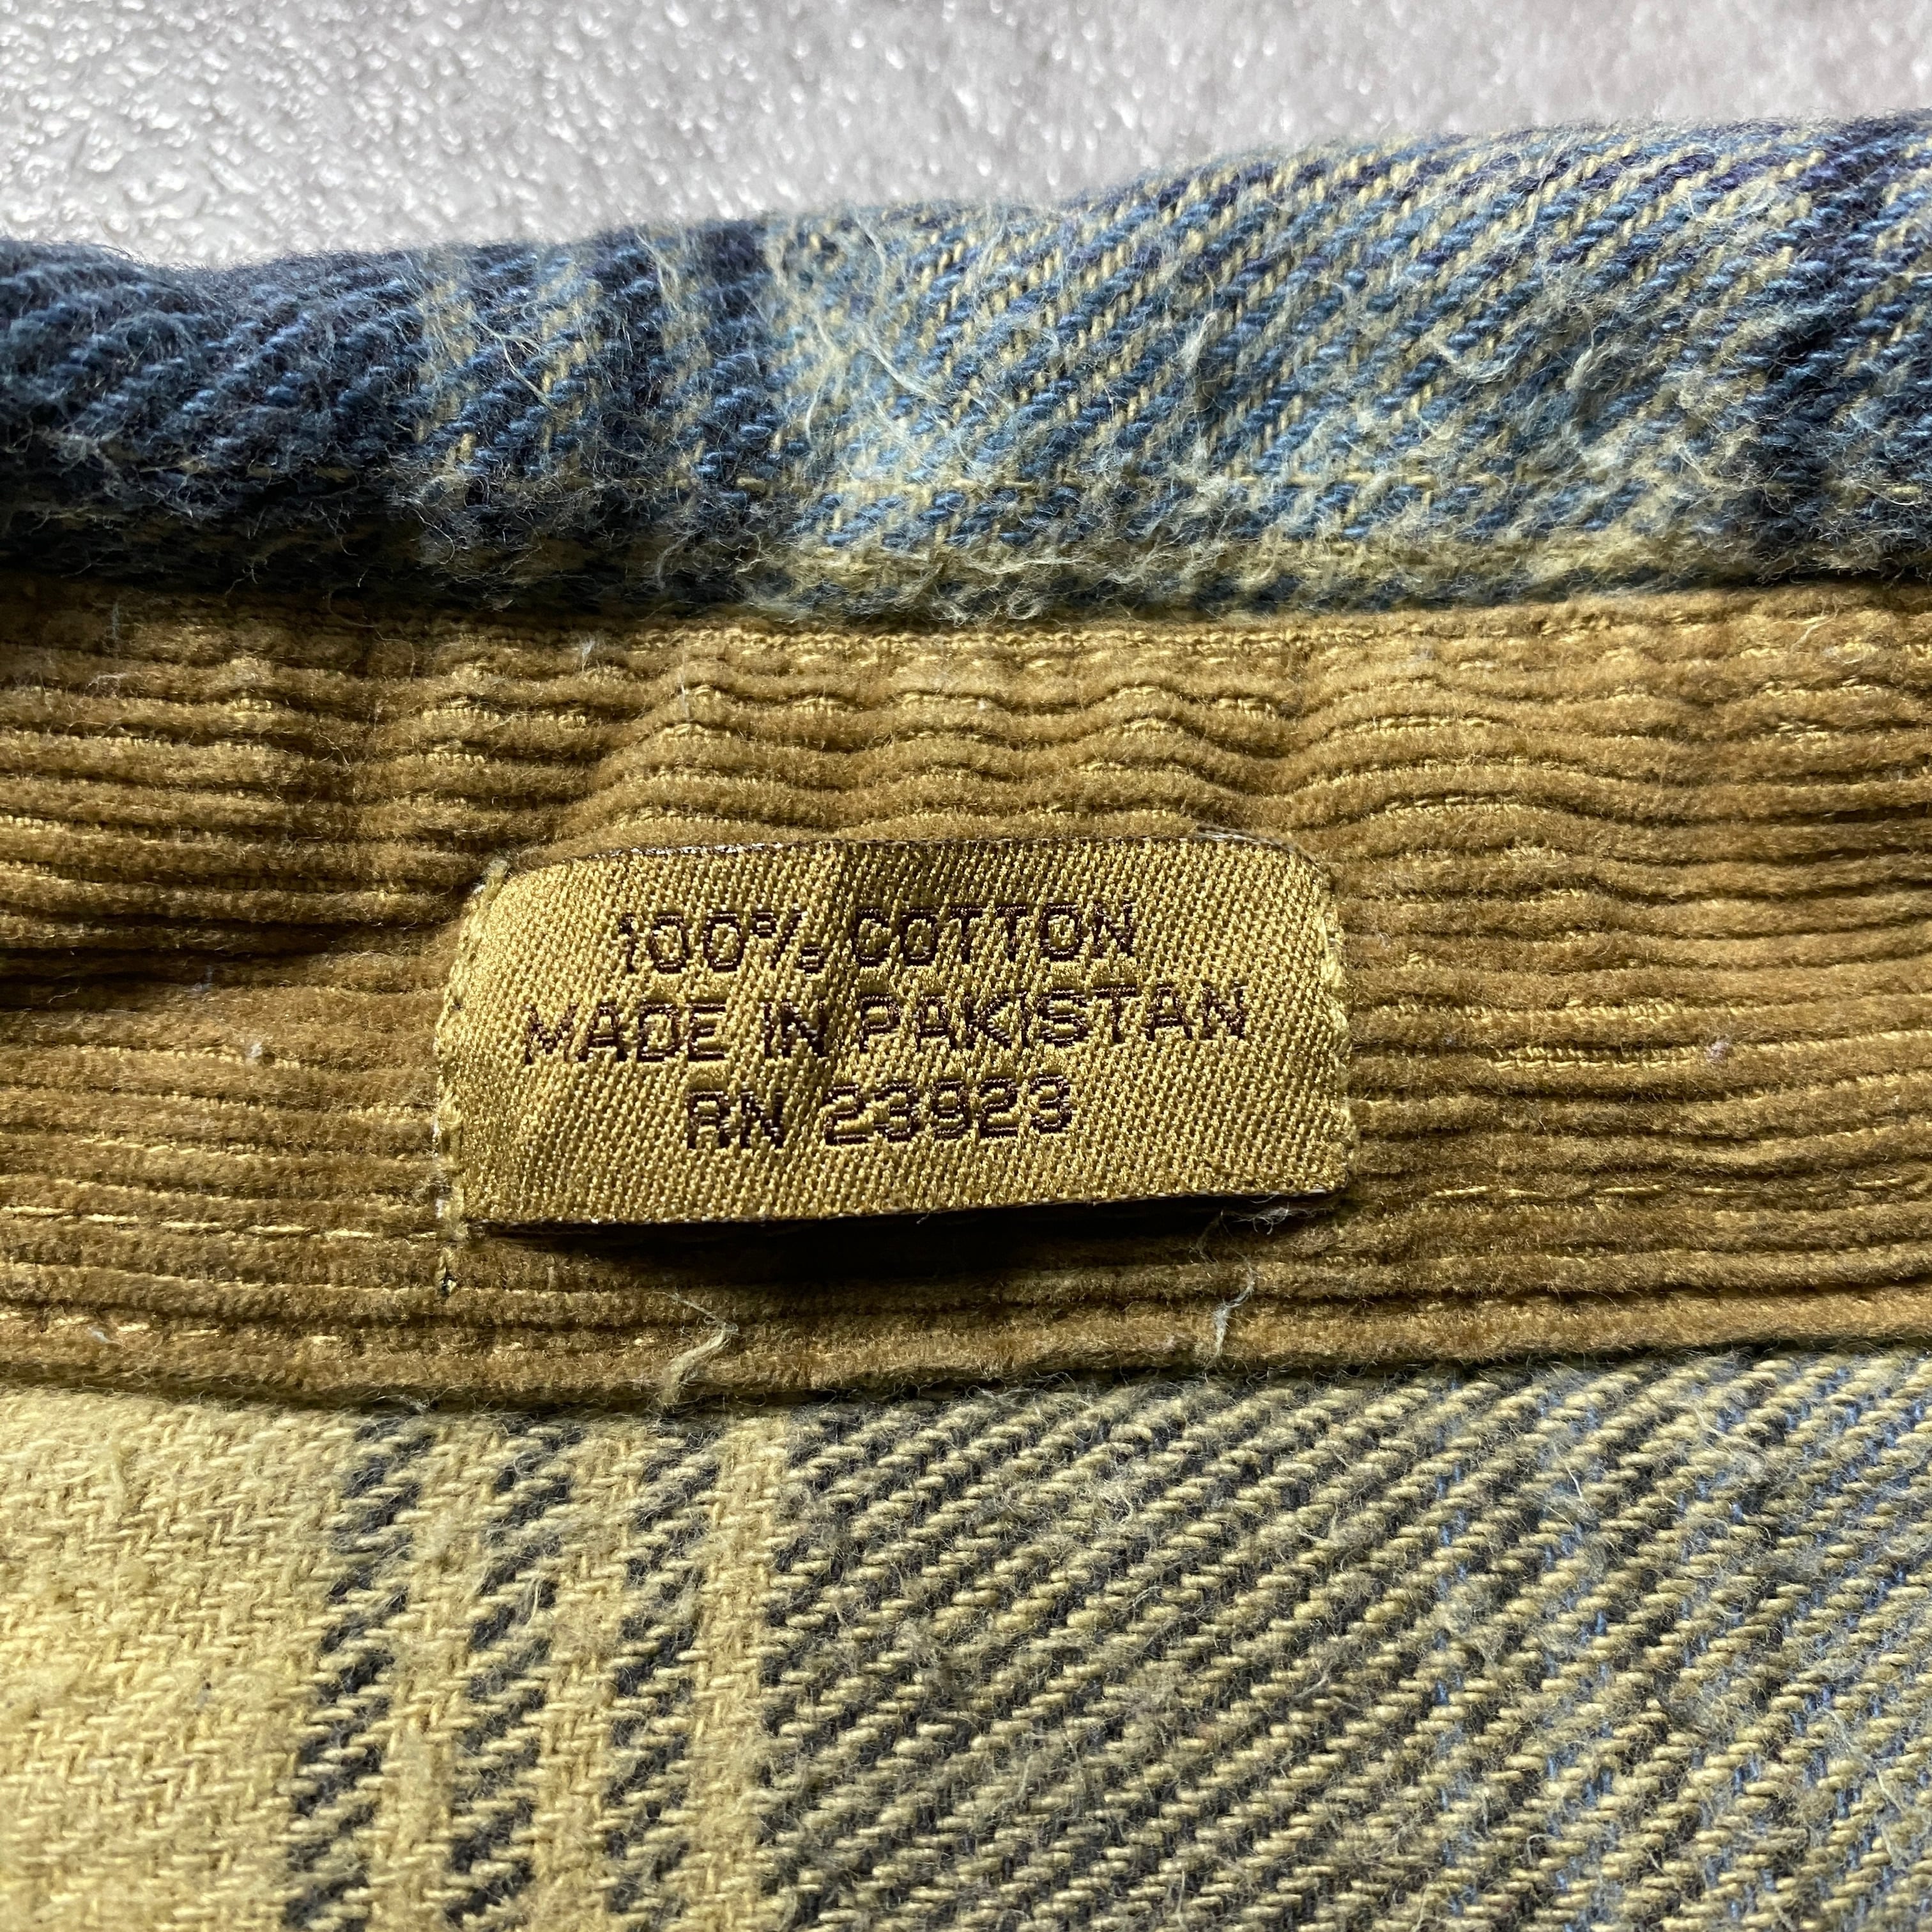 100% COTTON
MADE IN PAKISTAN
RN 23923